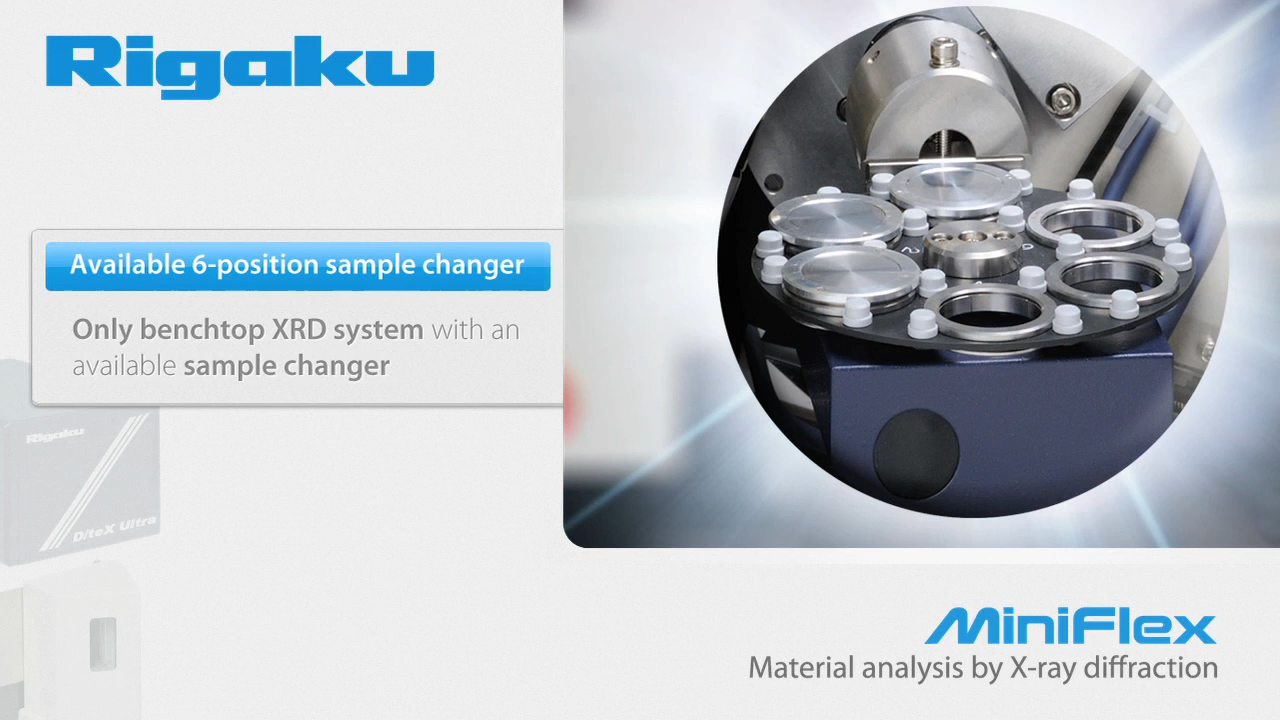 Rigaku
Available 6-position sample changer
Only benchtop XRD system with an
available sample changer
Rigaku
D/teX Ultra
MiniFlex
Material analysis by X-ray diffraction